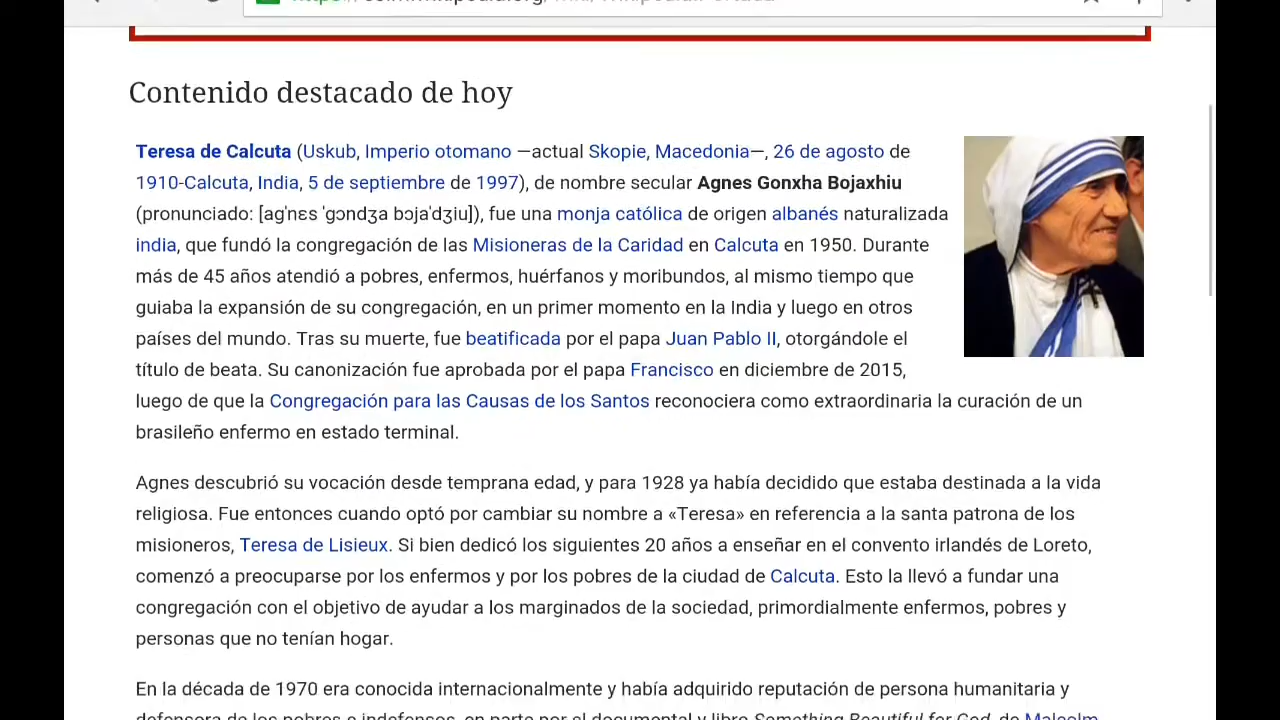 Contenido destacado de hoy
Teresa de Calcuta (Uskub, Imperio otomano —actual Skopie, Macedonia—, 26 de agosto de
1910-Calcuta, India, 5 de septiembre de 1997), de nombre secular Agnes Gonxha Bojaxhiu
(pronunciado: [ag'nɛs 'gɔndʒa bɔja'dʒiu]), fue una monja católica de origen albanés naturalizada
india, que fundó la congregación de las Misioneras de la Caridad en Calcuta en 1950. Durante
más de 45 años atendió a pobres, enfermos, huérfanos y moribundos, al mismo tiempo que
guiaba la expansión de su congregación, en un primer momento en la India y luego en otros
países del mundo. Tras su muerte, fue beatificada por el papa Juan Pablo II, otorgándole el
título de beata. Su canonización fue aprobada por el papa Francisco en diciembre de 2015,
luego de que la Congregación para las Causas de los Santos reconociera como extraordinaria la curación de un
brasileño enfermo en estado terminal.
Agnes descubrió su vocación desde temprana edad, y para 1928 ya había decidido que estaba destinada a la vida
religiosa. Fue entonces cuando optó por cambiar su nombre a «Teresa» en referencia a la santa patrona de los
misioneros, Teresa de Lisieux. Si bien dedicó los siguientes 20 años a enseñar en el convento irlandés de Loreto,
comenzó a preocuparse por los enfermos y por los pobres de la ciudad de Calcuta. Esto la llevó a fundar una
congregación con el objetivo de ayudar a los marginados de la sociedad, primordialmente enfermos, pobres y
personas que no tenían hogar.
En la década de 1970 era conocida internacionalmente y había adquirido reputación de persona humanitaria y
defensora de los pobres e indefensos, en parte por el documental y libro Something Beautiful for God, de Malcolm